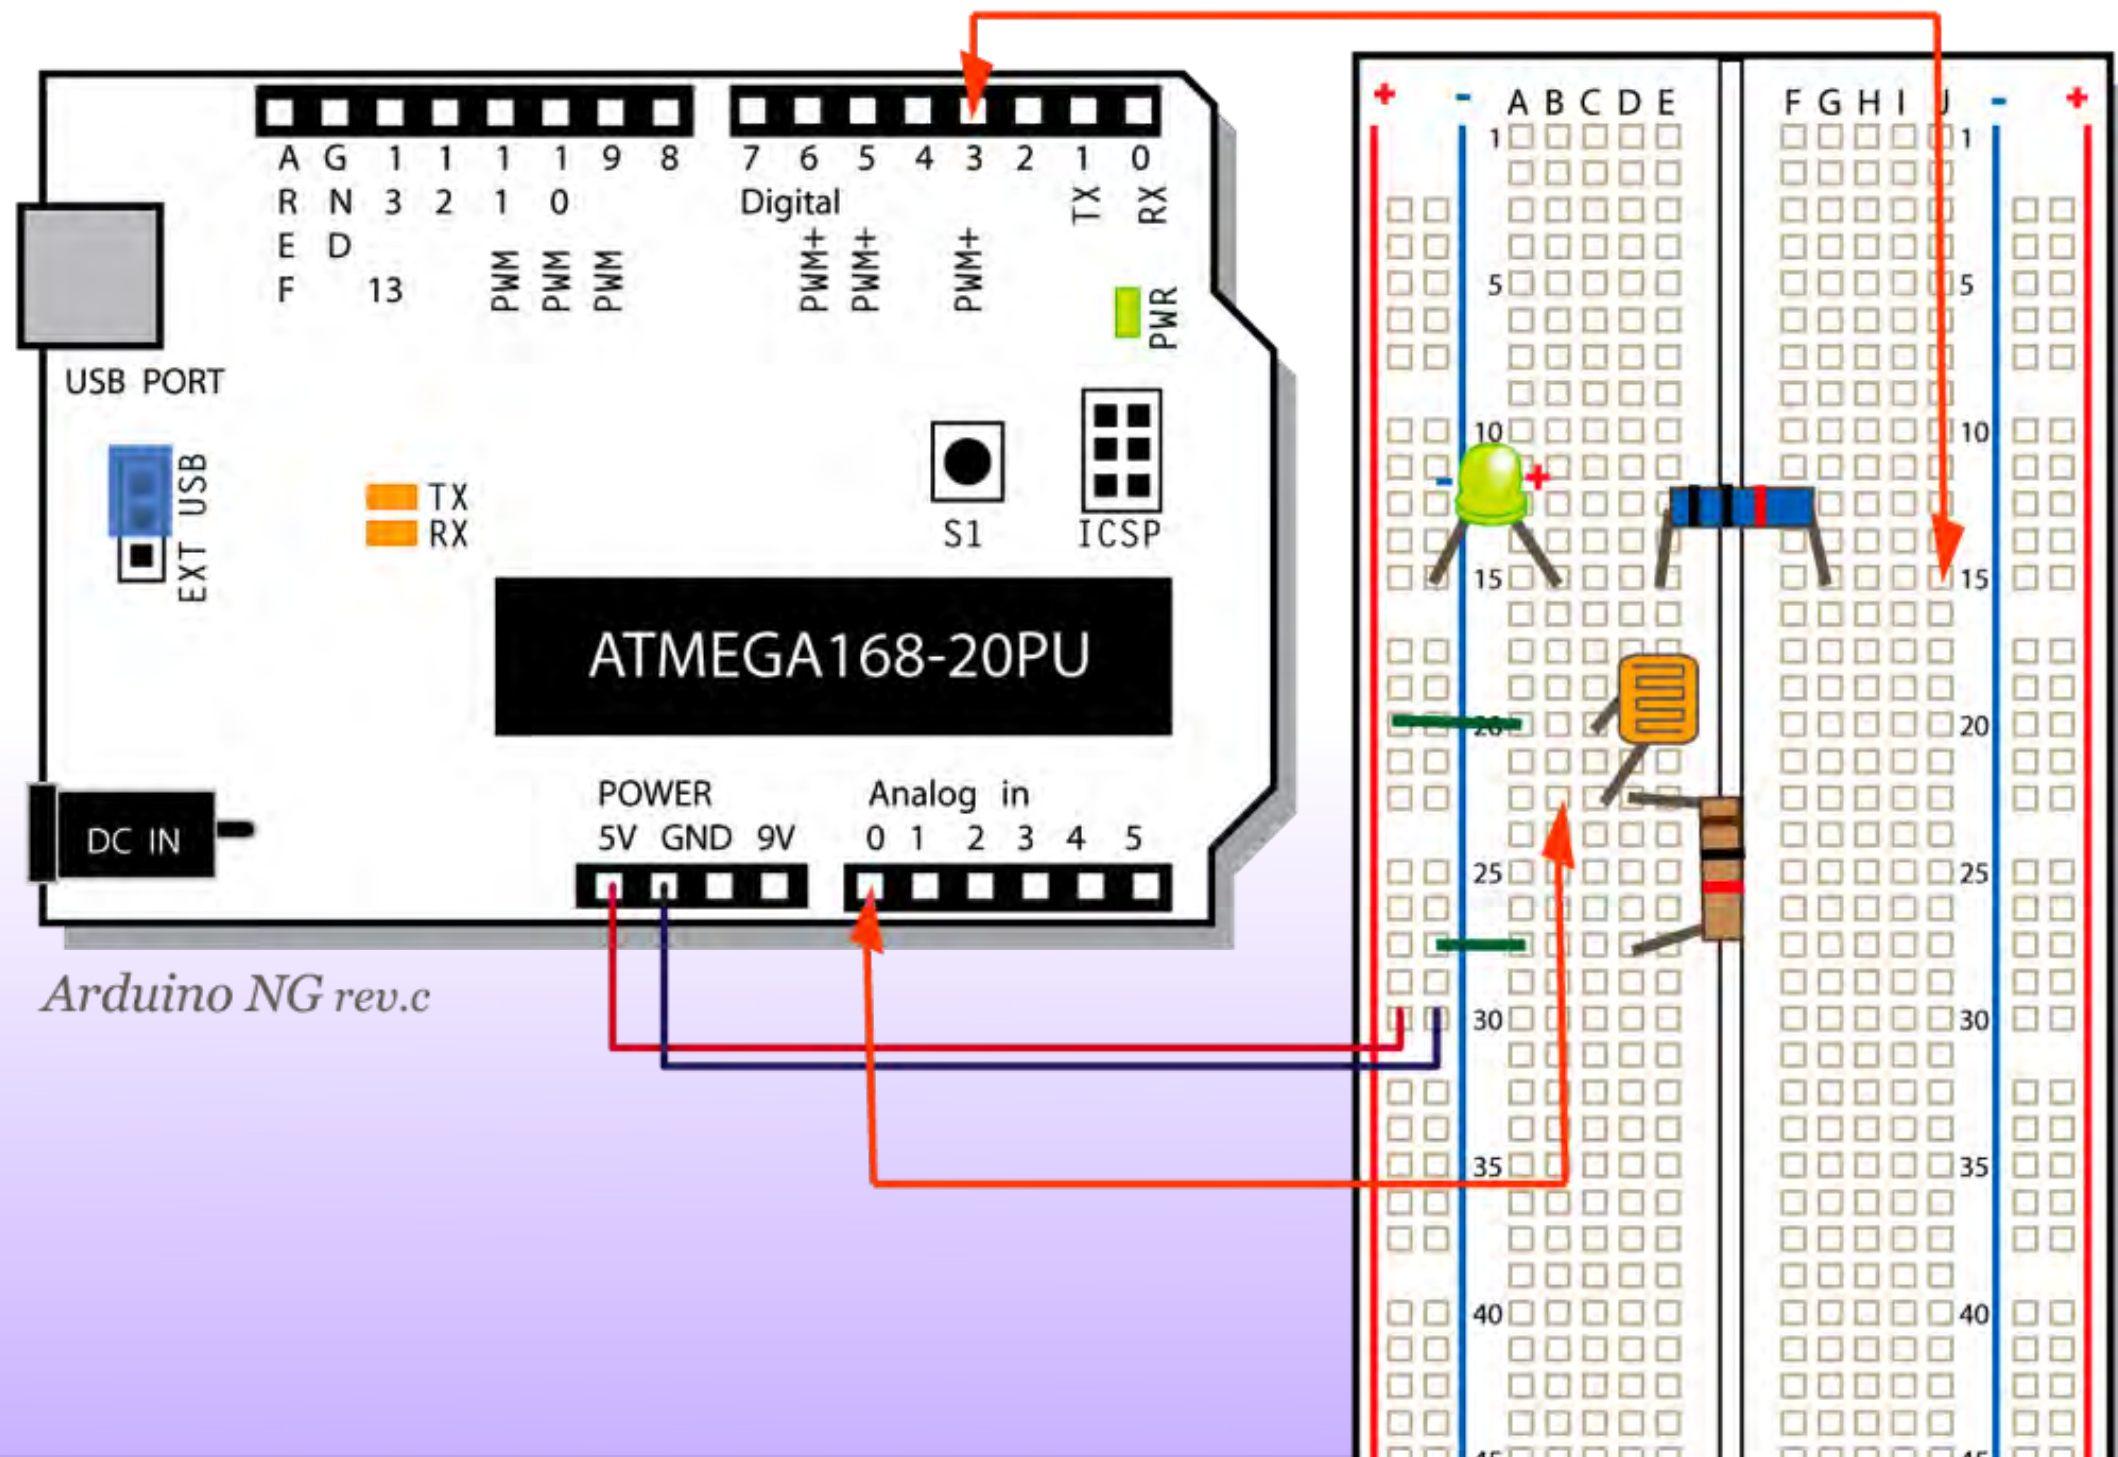 A G 1 1 1 1 9 8
R N 3 2 1 0
E D
F 13
PWM PWM PWM
7 6 5 4 3 2 1 0
Digital
PWM+ PWM+ PWM+
TX RX
PWR
USB PORT
EXT USB
TX
RX
S1
ICSP
ATMEGA168-20PU
DC IN
POWER
5V GND 9V
Analog in
0 1 2 3 4 5
Arduino NG rev.c
+ - A B C D E F G H I J - +
1 1
5 5
10 10
- +
15 15
20 20
25 25
30 30
35 35
40 40
45 45